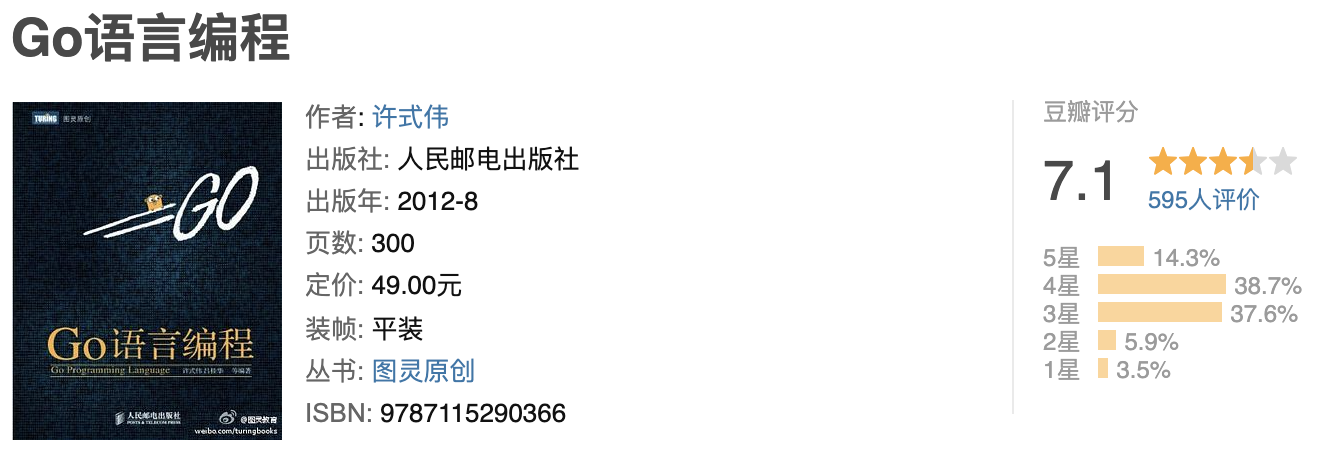 Go语言编程
TURING 图灵原创
GO
Go语言编程
Go Programming Language 许式伟 吕桂华 等编著
人民邮电出版社
POSTS & TELECOM PRESS
@图灵教育
weibo.com/turingbooks
作者: 许式伟
出版社: 人民邮电出版社
出版年: 2012-8
页数: 300
定价: 49.00元
装帧: 平装
丛书: 图灵原创
ISBN: 9787115290366
豆瓣评分
7.1
595人评价
5星 14.3%
4星 38.7%
3星 37.6%
2星 5.9%
1星 3.5%